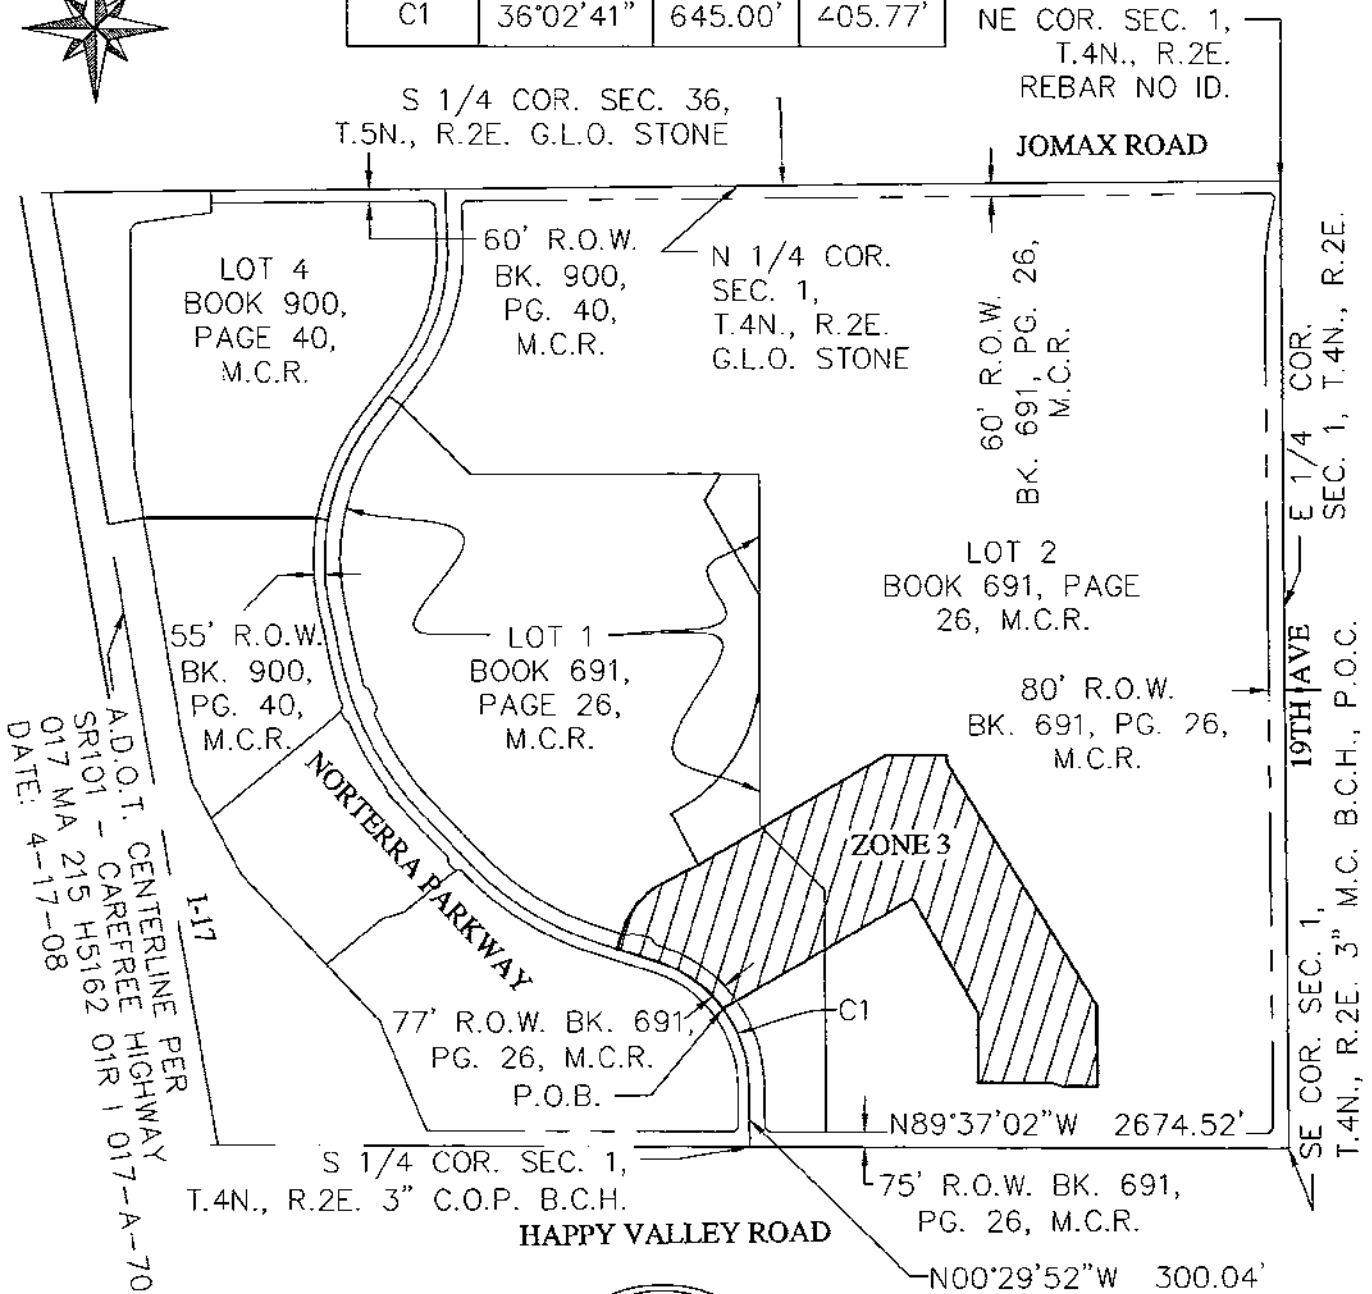 C1 36°02'41" 645.00' 405.77'
NE COR. SEC. 1,
T.4N., R.2E.
REBAR NO ID.
S 1/4 COR. SEC. 36,
T.5N., R.2E. G.L.O. STONE
JOMAX ROAD
LOT 4
BOOK 900,
PAGE 40,
M.C.R.
60' R.O.W.
BK. 900,
PG. 40,
M.C.R.
N 1/4 COR.
SEC. 1,
T.4N., R.2E.
G.L.O. STONE
60' R.O.W.
BK. 691, PG. 26,
M.C.R.
E 1/4 COR.
SEC. 1, T.4N., R.2E.
LOT 2
BOOK 691, PAGE
26, M.C.R.
55' R.O.W.
BK. 900,
PG. 40,
M.C.R.
LOT 1
BOOK 691,
PAGE 26,
M.C.R.
80' R.O.W.
BK. 691, PG. 26,
M.C.R.
19TH AVE
NORTERRA PARKWAY
ZONE 3
A.D.O.T. CENTERLINE PER
SR101 - CAREFREE HIGHWAY
017 MA 215 H5162 01R I 017-A-70
DATE: 4-17-08
I-17
77' R.O.W. BK. 691,
PG. 26, M.C.R.
C1
P.O.B.
N89°37'02"W 2674.52'
SE COR. SEC. 1,
T.4N., R.2E. 3" M.C. B.C.H., P.O.C.
S 1/4 COR. SEC. 1,
T.4N., R.2E. 3" C.O.P. B.C.H.
75' R.O.W. BK. 691,
PG. 26, M.C.R.
HAPPY VALLEY ROAD
N00°29'52"W 300.04'